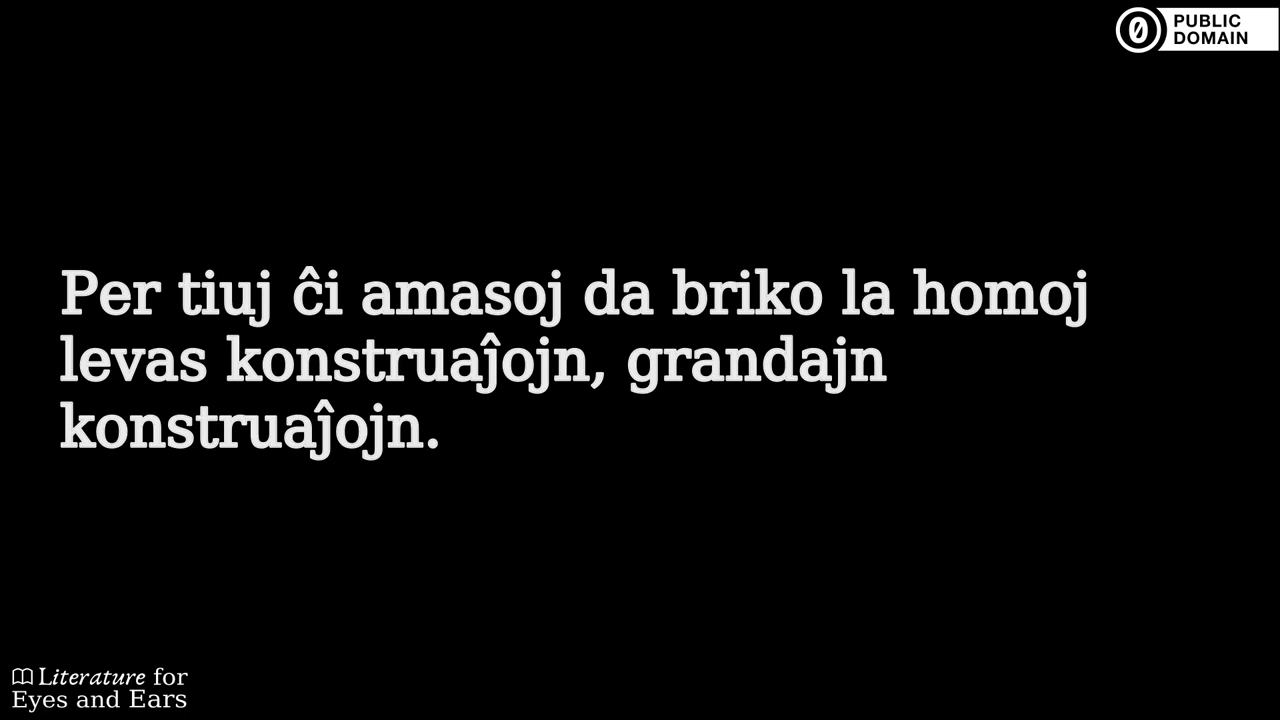 PUBLIC
DOMAIN
Per tiuj ĉi amasoj da briko la homoj
levas konstruaĵojn, grandajn
konstruaĵojn.
Literature for
Eyes and Ears